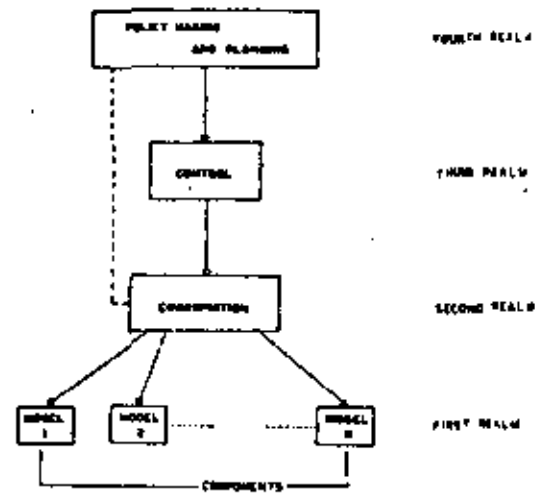 POLICY MAKING
AND PLANNING
FOURTH REALM
CONTROL
THIRD REALM
SECOND REALM
MODEL
1
MODEL
2
MODEL
N
FIRST REALM
COMPONENTS